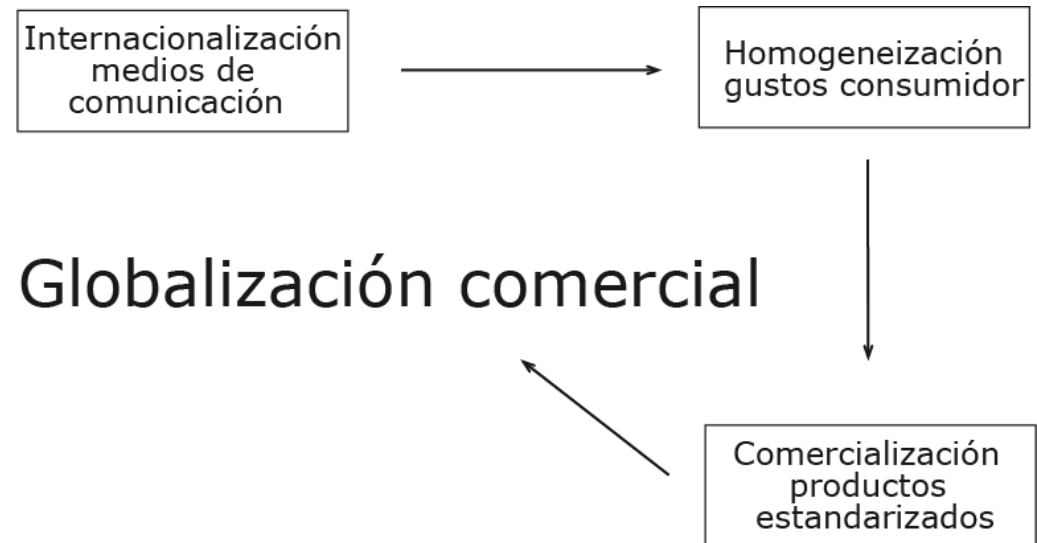 Internacionalización
medios de
comunicación
Homogeneización
gustos consumidor
Globalización comercial
Comercialización
productos
estandarizados